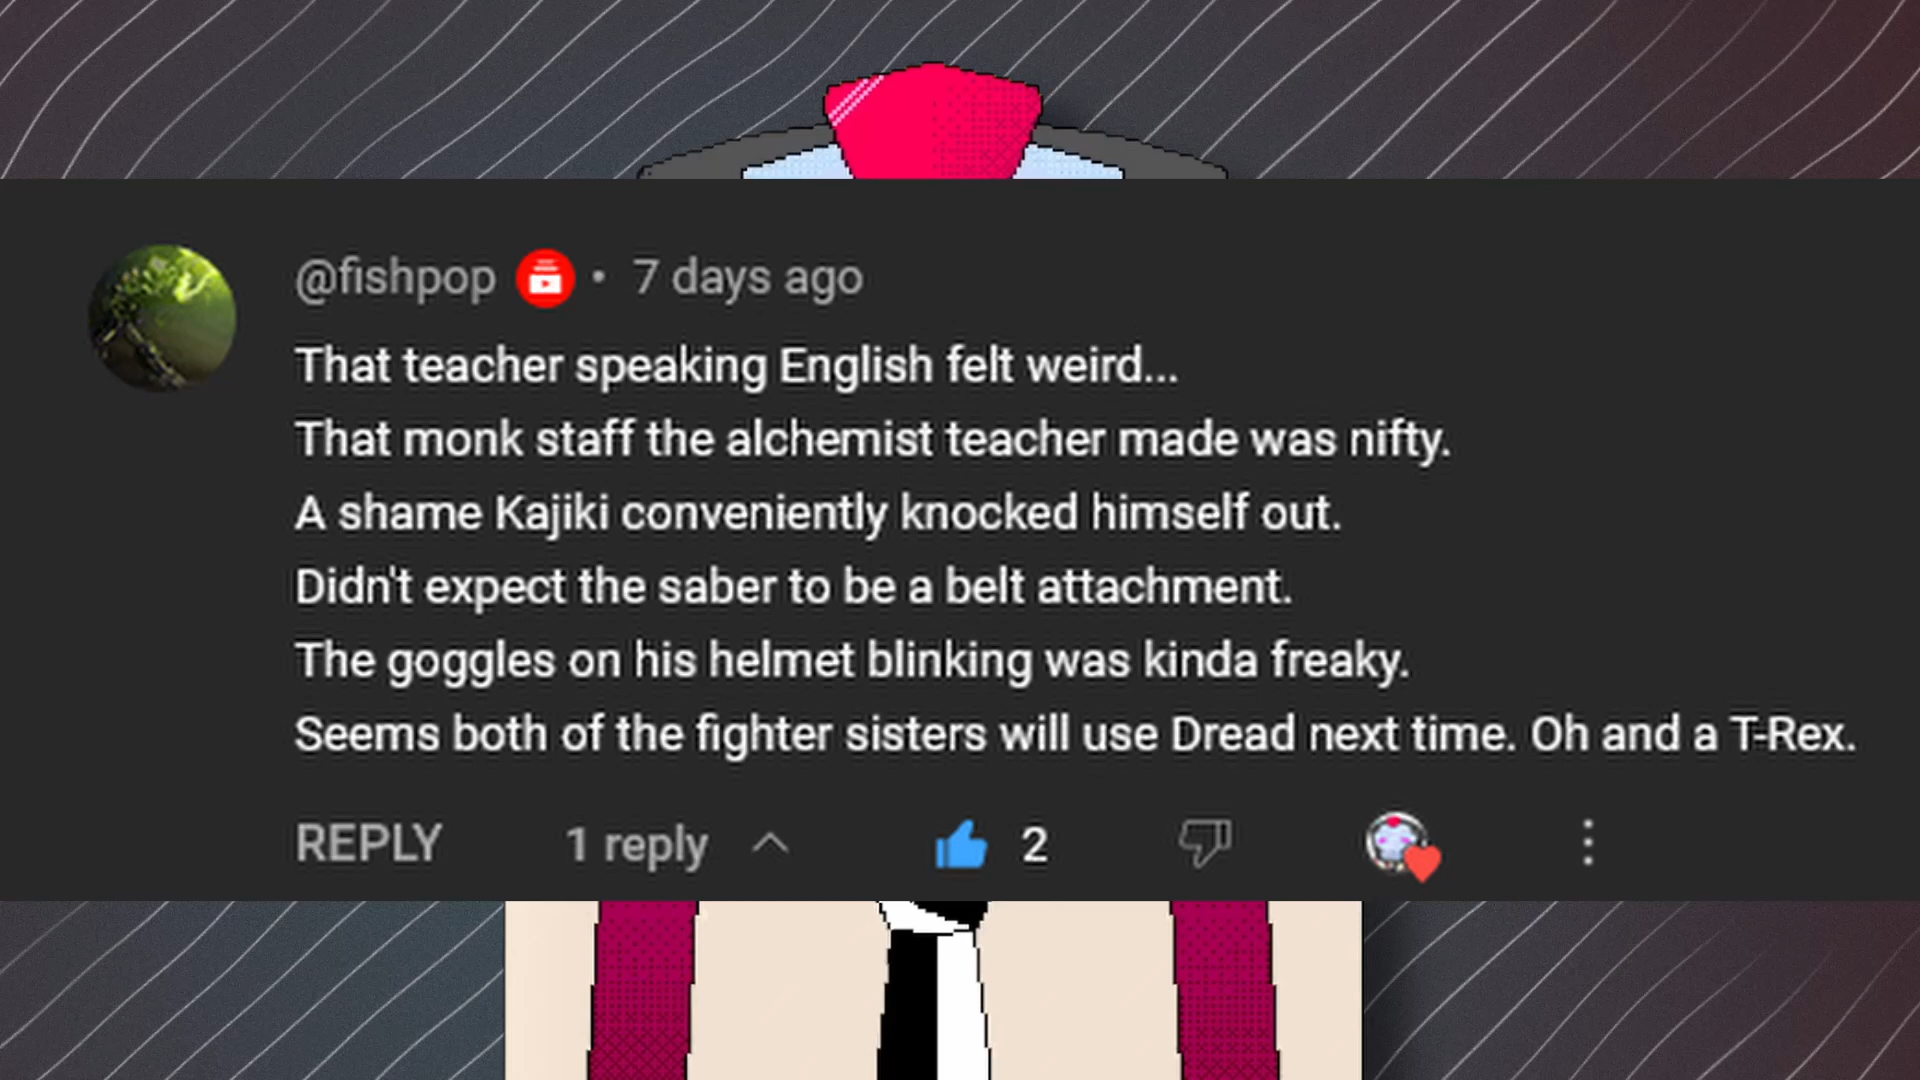 @fishpop • 7 days ago
That teacher speaking English felt weird...
That monk staff the alchemist teacher made was nifty.
A shame Kajiki conveniently knocked himself out.
Didn't expect the saber to be a belt attachment.
The goggles on his helmet blinking was kinda freaky.
Seems both of the fighter sisters will use Dread next time. Oh and a T-Rex.
REPLY 1 reply 2